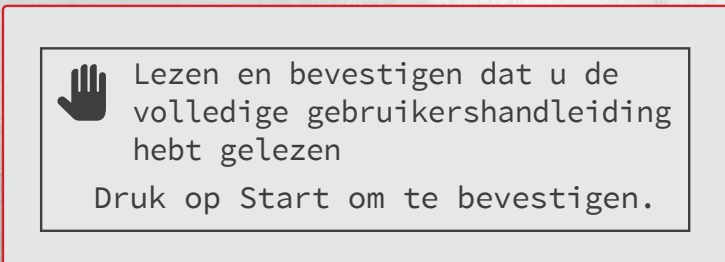 Lezen en bevestigen dat u de
volledige gebruikershandleiding
hebt gelezen
Druk op Start om te bevestigen.